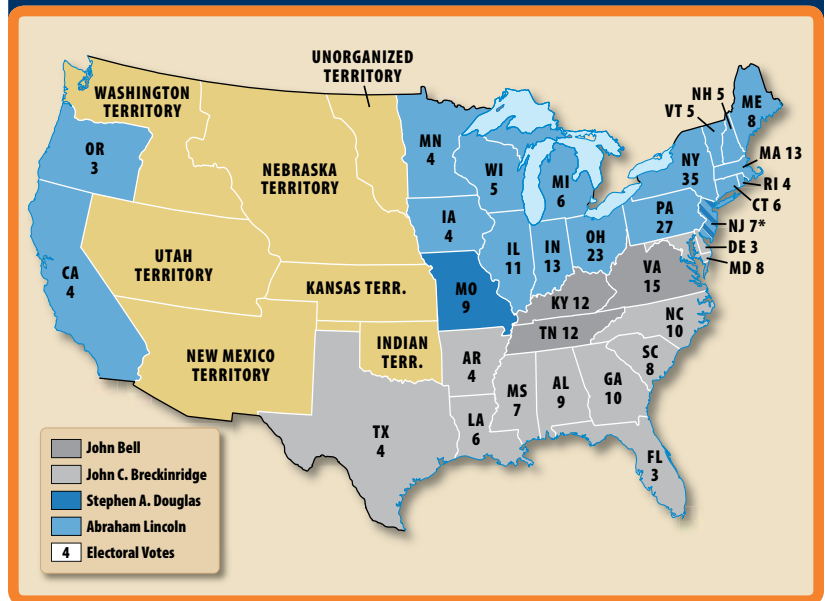 UNORGANIZED
TERRITORY
WASHINGTON
TERRITORY
NH 5
VT 5
ME
8
OR
3
MN
4
NEBRASKA
TERRITORY
WI
5
MI
6
NY
35
MA 13
RI 4
CT 6
IA
4
PA
27
NJ 7*
DE 3
MD 8
UTAH
TERRITORY
CA
4
IL
11
IN
13
OH
23
KANSAS TERR.
MO
9
VA
15
KY 12
NC
10
TN 12
NEW MEXICO
TERRITORY
INDIAN
TERR.
AR
4
SC
8
MS
7
AL
9
GA
10
TX
4
LA
6
FL
3
John Bell
John C. Breckinridge
Stephen A. Douglas
Abraham Lincoln
4 Electoral Votes